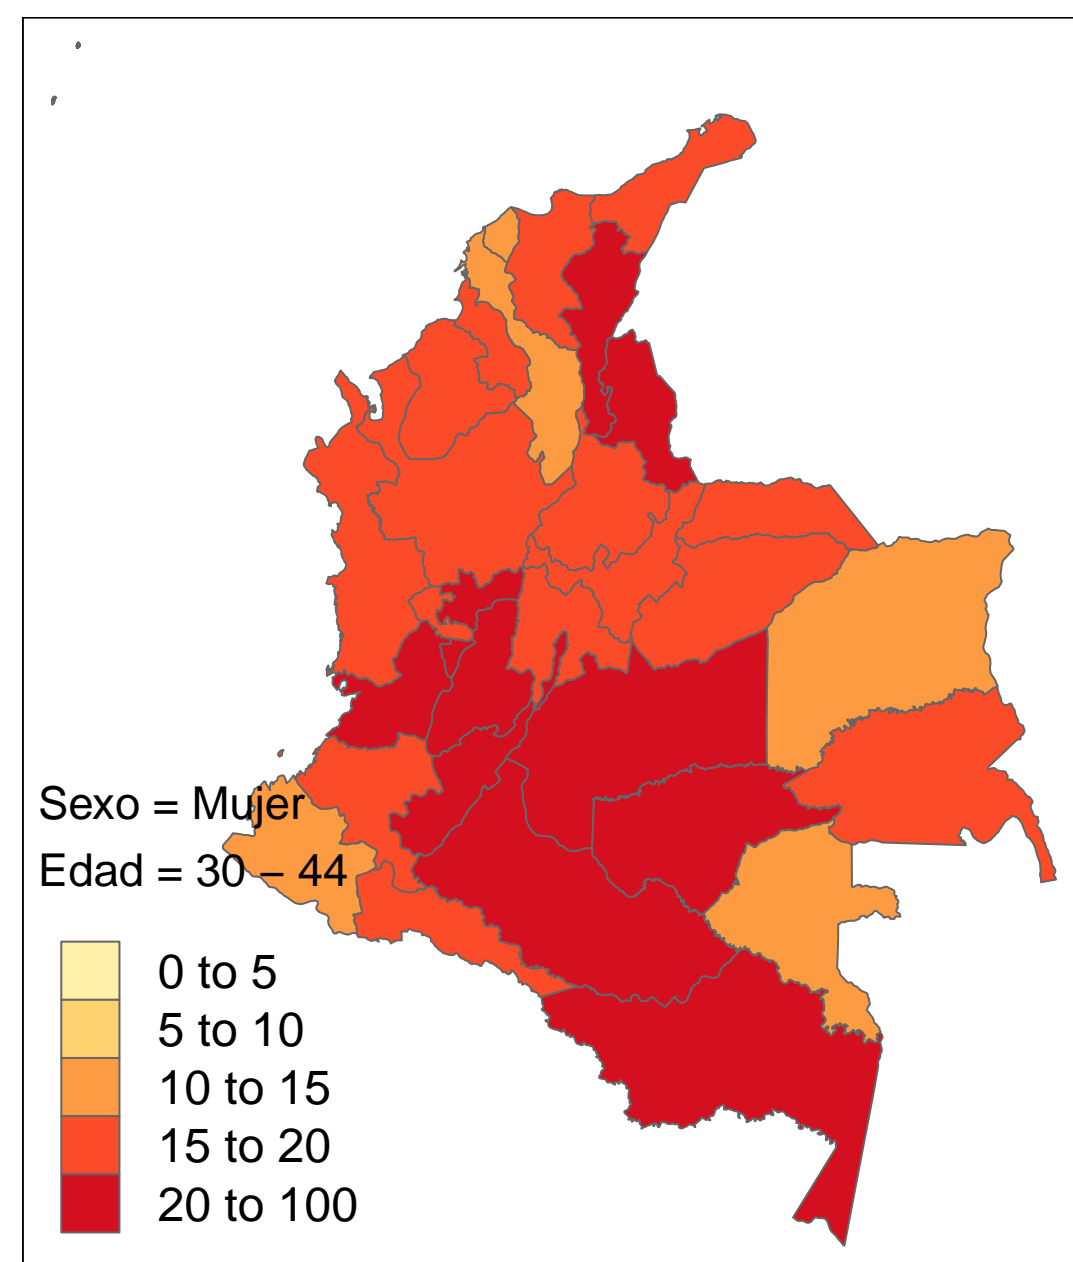 Sexo = Mujer
Edad = 30 – 44
0 to 5
5 to 10
10 to 15
15 to 20
20 to 100